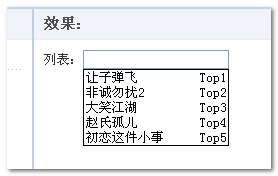 效果：
列表：
让子弹飞 Top1
非诚勿扰2 Top2
大笑江湖 Top3
赵氏孤儿 Top4
初恋这件小事 Top5